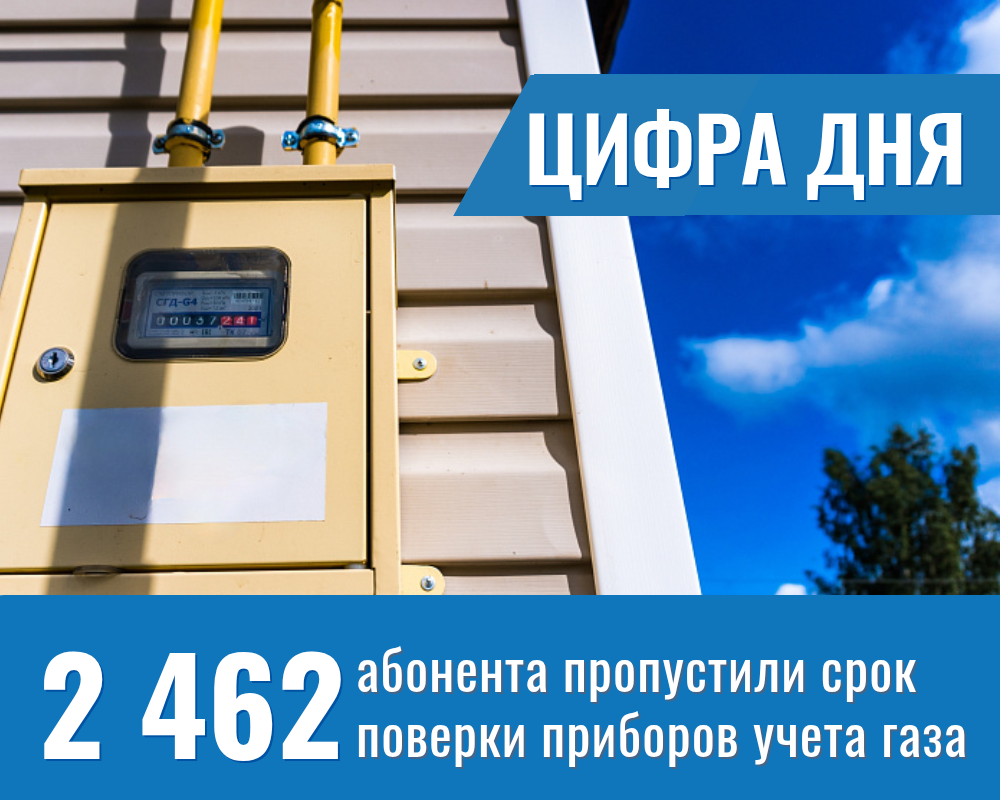 ЦИФРА ДНЯ
СГД-G4
00037241
2 462 абонента пропустили срок
поверки приборов учета газа